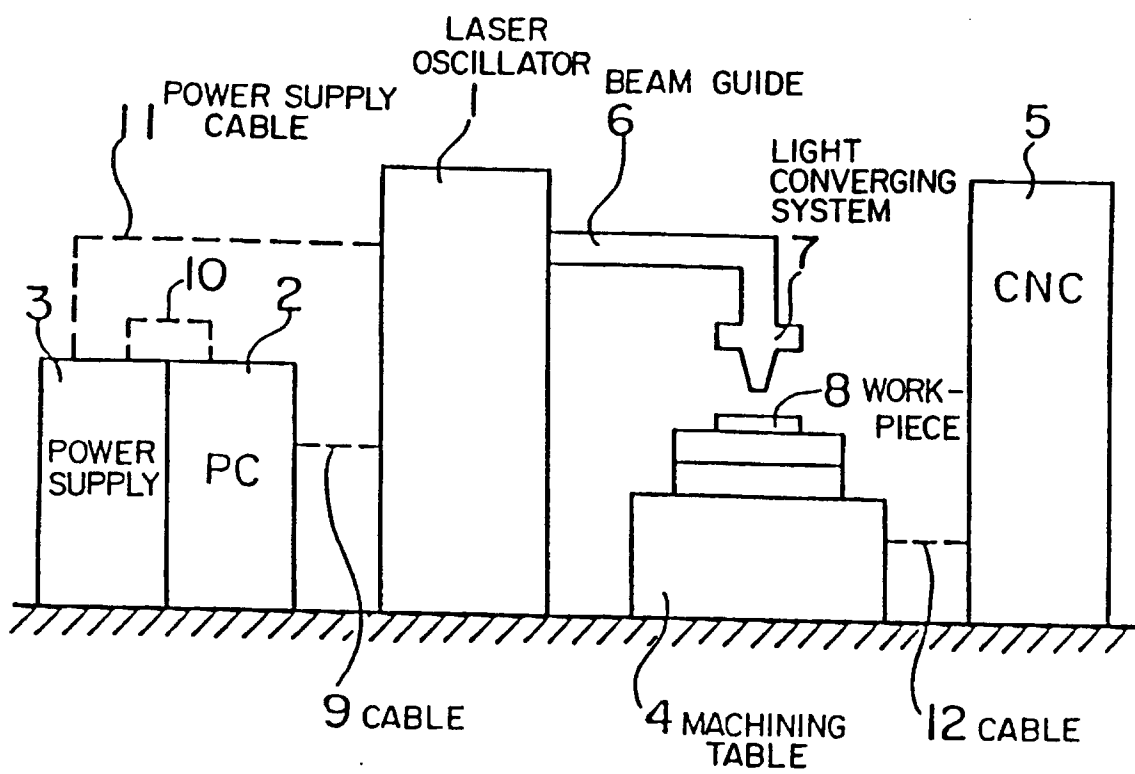 LASER
OSCILLATOR
1
BEAM GUIDE
6
11 POWER SUPPLY
CABLE
5
LIGHT
CONVERGING
SYSTEM
7
10
3
2
CNC
8 WORK-
PIECE
POWER
SUPPLY
PC
9 CABLE
4 MACHINING
TABLE
12 CABLE